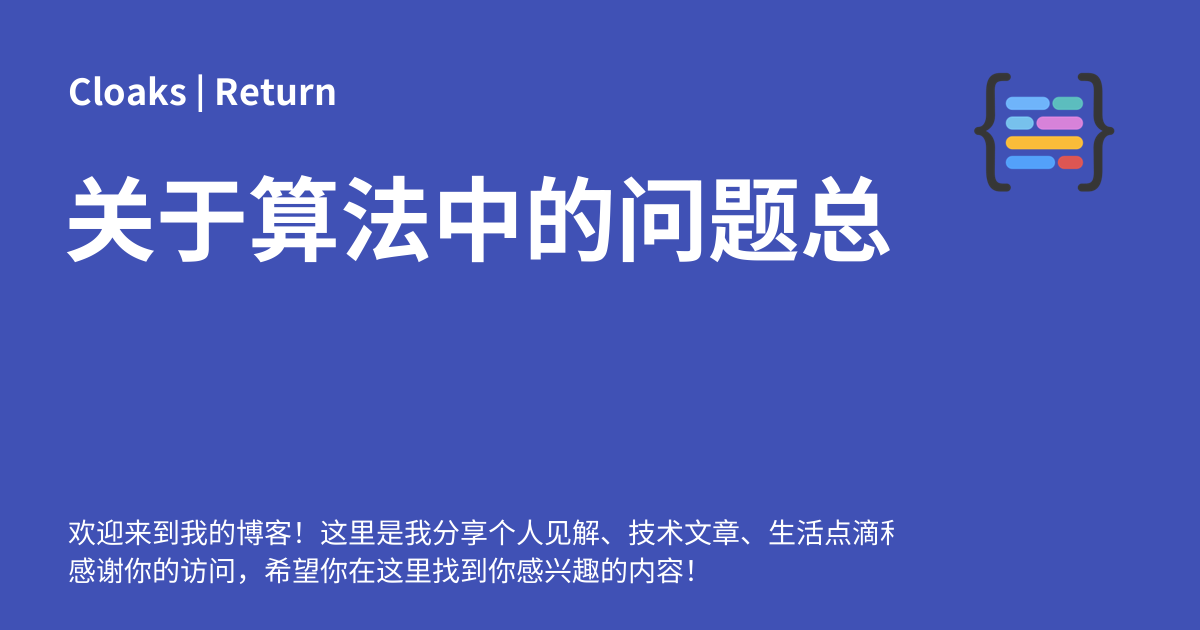 Cloaks | Return
关于算法中的问题总
欢迎来到我的博客！这里是我分享个人见解、技术文章、生活点滴
感谢你的访问，希望你在这里找到你感兴趣的内容！